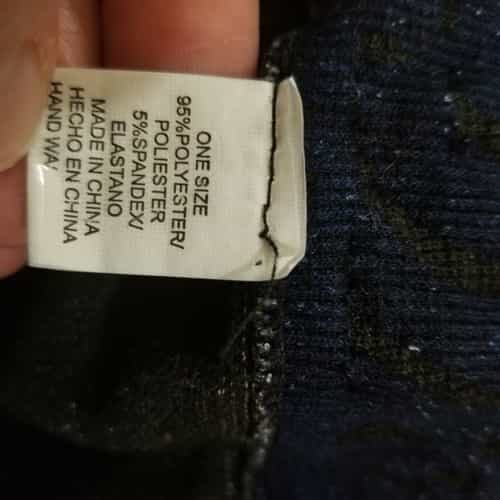 ONE SIZE
95%POLYESTER/
POLIESTER
5%SPANDEX/
ELASTANO
MADE IN CHINA
HECHO EN CHINA
HAND